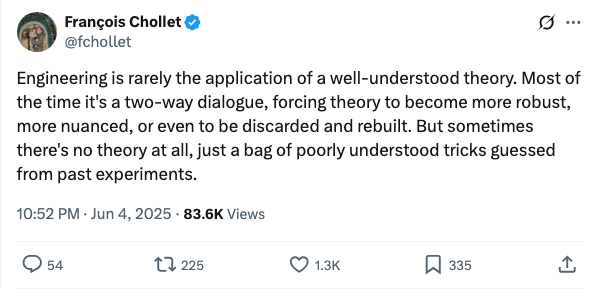 François Chollet
@fchollet
Engineering is rarely the application of a well-understood theory. Most of
the time it's a two-way dialogue, forcing theory to become more robust,
more nuanced, or even to be discarded and rebuilt. But sometimes
there's no theory at all, just a bag of poorly understood tricks guessed
from past experiments.
10:52 PM · Jun 4, 2025 · 83.6K Views
54 225 1.3K 335